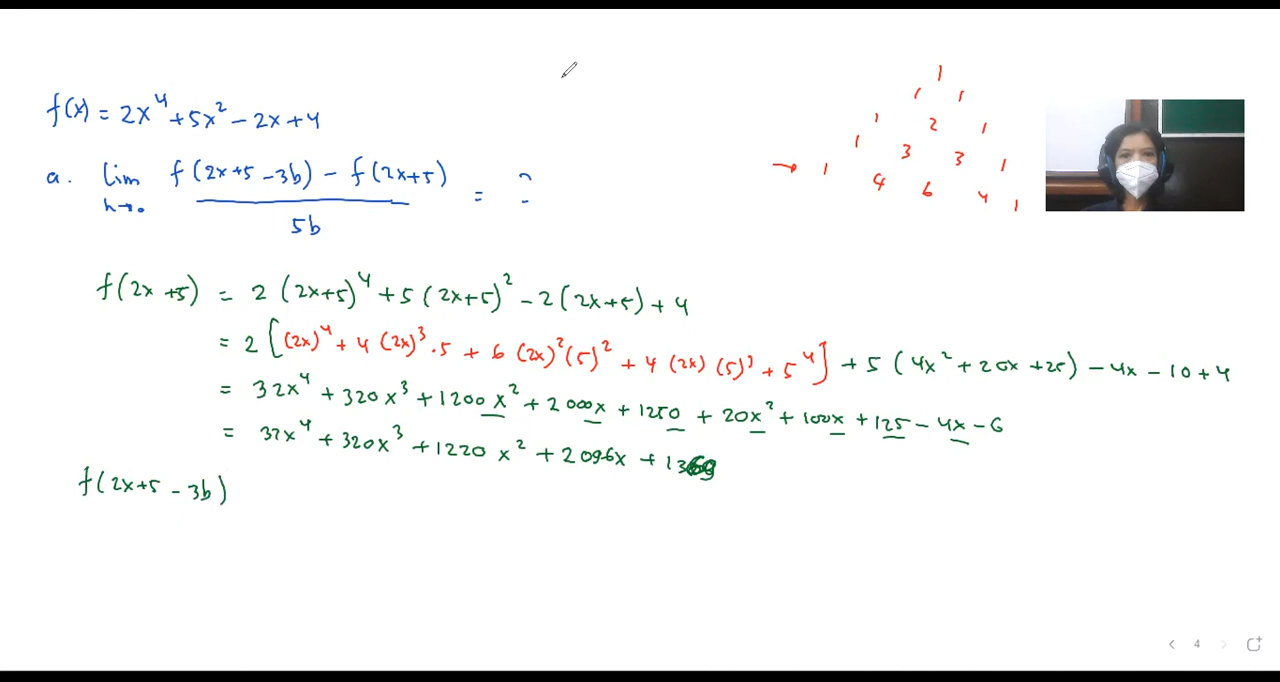 f(x) = 2x⁴ + 5x² − 2x + 4
a. lim h→0 f(2x+5 −3b) − f(2x+5) / 5b = ?
1
1 1
1 2 1
1 3 3 1
→ 1 4 6 4 1
f(2x+5) = 2(2x+5)⁴ + 5(2x+5)² − 2(2x+5) + 4
= 2[(2x)⁴ + 4(2x)³·5 + 6(2x)²(5)² + 4(2x)(5)³ + 5⁴] + 5(4x² + 20x + 25) − 4x − 10 + 4
= 32x⁴ + 320x³ + 1200x² + 2000x + 1250 + 20x² + 100x + 125 − 4x − 6
= 32x⁴ + 320x³ + 1220x² + 2096x +
f(2x+5 −3b)
4